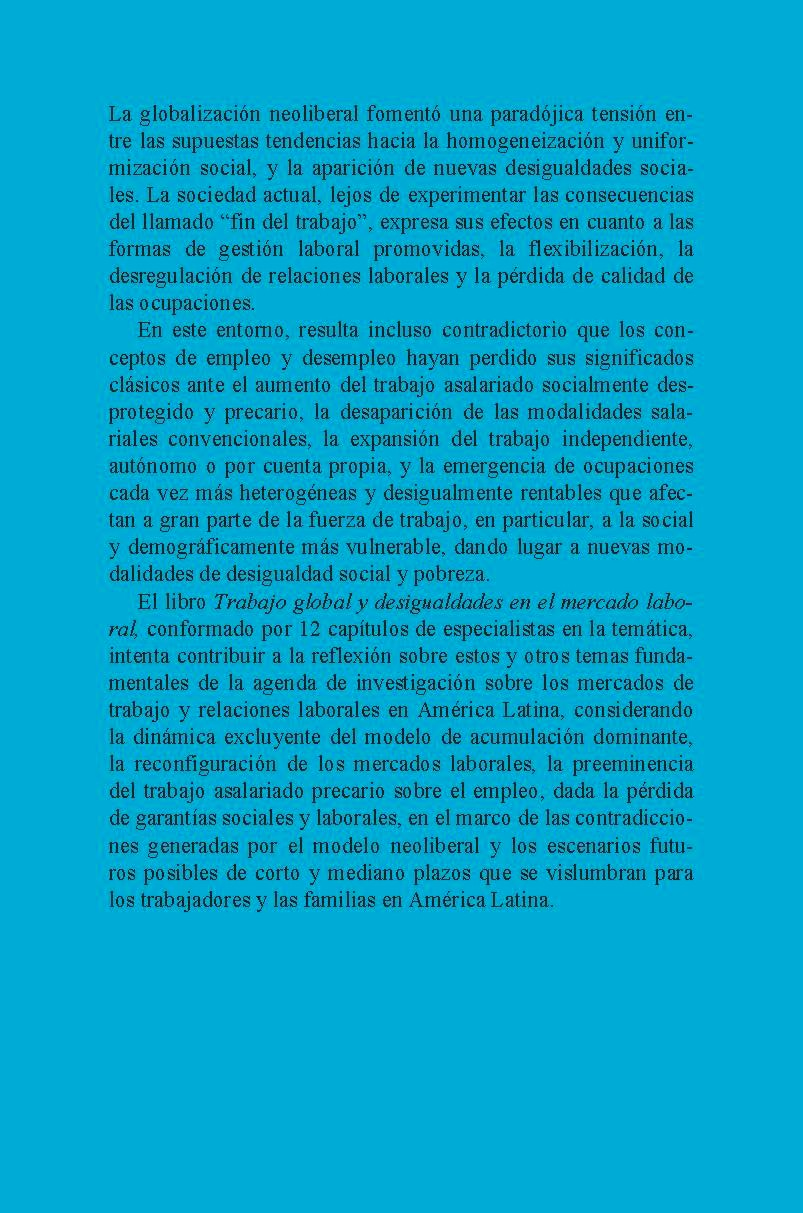 La globalización neoliberal fomentó una paradójica tensión en-
tre las supuestas tendencias hacia la homogeneización y unifor-
mización social, y la aparición de nuevas desigualdades socia-
les. La sociedad actual, lejos de experimentar las consecuencias
del llamado “fin del trabajo”, expresa sus efectos en cuanto a las
formas de gestión laboral promovidas, la flexibilización, la
desregulación de relaciones laborales y la pérdida de calidad de
las ocupaciones.
En este entorno, resulta incluso contradictorio que los con-
ceptos de empleo y desempleo hayan perdido sus significados
clásicos ante el aumento del trabajo asalariado socialmente des-
protegido y precario, la desaparición de las modalidades sala-
riales convencionales, la expansión del trabajo independiente,
autónomo o por cuenta propia, y la emergencia de ocupaciones
cada vez más heterogéneas y desigualmente rentables que afec-
tan a gran parte de la fuerza de trabajo, en particular, a la social
y demográficamente más vulnerable, dando lugar a nuevas mo-
dalidades de desigualdad social y pobreza.
El libro Trabajo global y desigualdades en el mercado labo-
ral, conformado por 12 capítulos de especialistas en la temática,
intenta contribuir a la reflexión sobre estos y otros temas funda-
mentales de la agenda de investigación sobre los mercados de
trabajo y relaciones laborales en América Latina, considerando
la dinámica excluyente del modelo de acumulación dominante,
la reconfiguración de los mercados laborales, la preeminencia
del trabajo asalariado precario sobre el empleo, dada la pérdida
de garantías sociales y laborales, en el marco de las contradiccio-
nes generadas por el modelo neoliberal y los escenarios futu-
ros posibles de corto y mediano plazos que se vislumbran para
los trabajadores y las familias en América Latina.